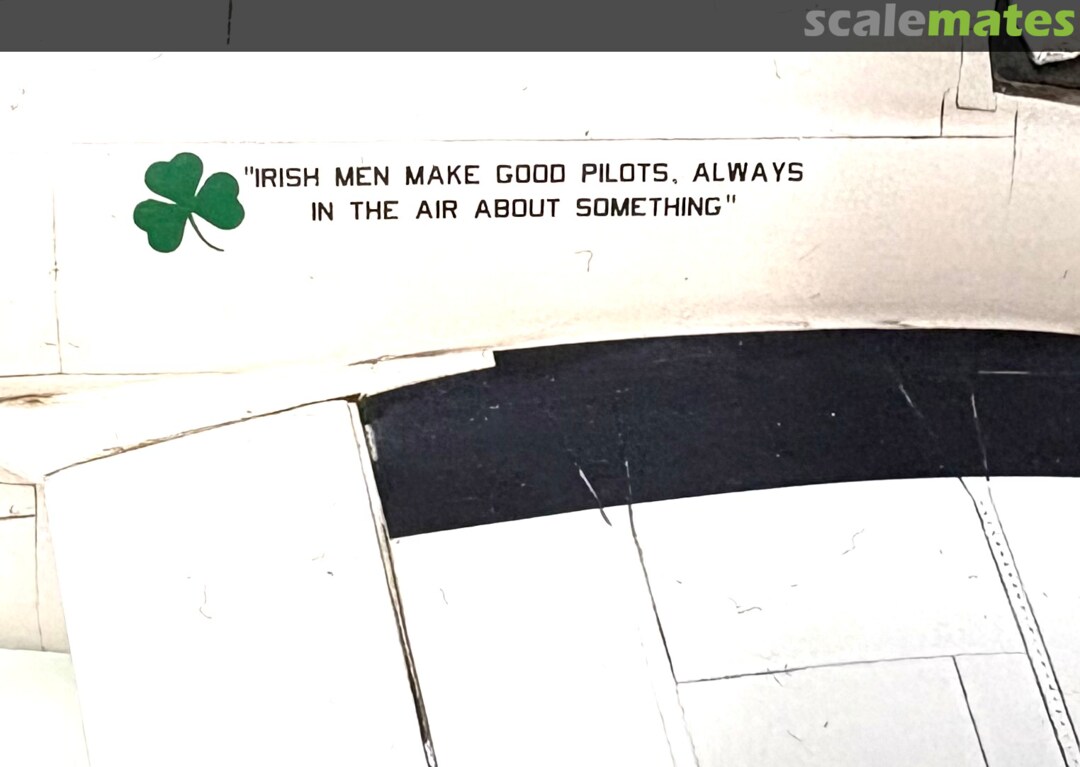 scalemates
"IRISH MEN MAKE GOOD PILOTS, ALWAYS
IN THE AIR ABOUT SOMETHING"